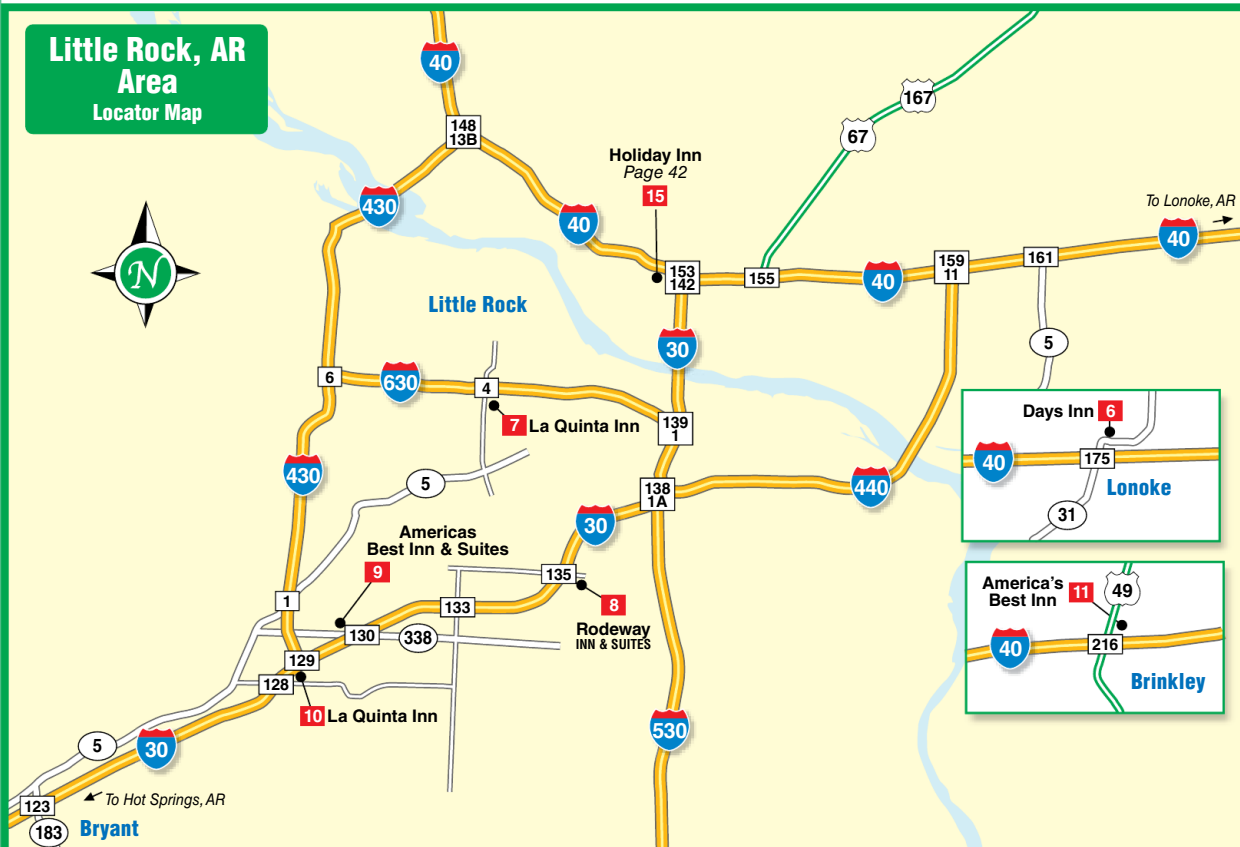 Little Rock, AR
Area
Locator Map
40
148
13B
167
67
Holiday Inn
Page 42
15
To Lonoke, AR
430
40
40
N
153
142
155
40
159
11
161
Little Rock
30
5
6
630
4
7 La Quinta Inn
139
1
Days Inn 6
40
175
Lonoke
31
430
5
138
1A
440
30
Americas
Best Inn & Suites
9
135
8
Rodeway
INN & SUITES
133
1
130
338
America's
Best Inn
11
49
40
216
Brinkley
129
128
10 La Quinta Inn
530
5
30
To Hot Springs, AR
123
183
Bryant